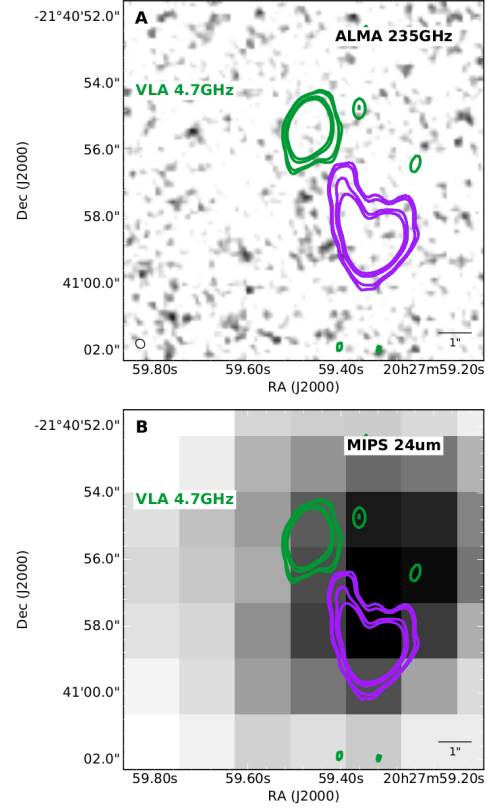 -21°40'52.0"
A
ALMA 235GHz
54.0"
VLA 4.7GHz
56.0"
Dec (J2000)
58.0"
41'00.0"
02.0"
1"
59.80s 59.60s 59.40s 20h27m59.20s
RA (J2000)
-21°40'52.0"
B
MIPS 24um
54.0"
VLA 4.7GHz
56.0"
Dec (J2000)
58.0"
41'00.0"
02.0"
1"
59.80s 59.60s 59.40s 20h27m59.20s
RA (J2000)